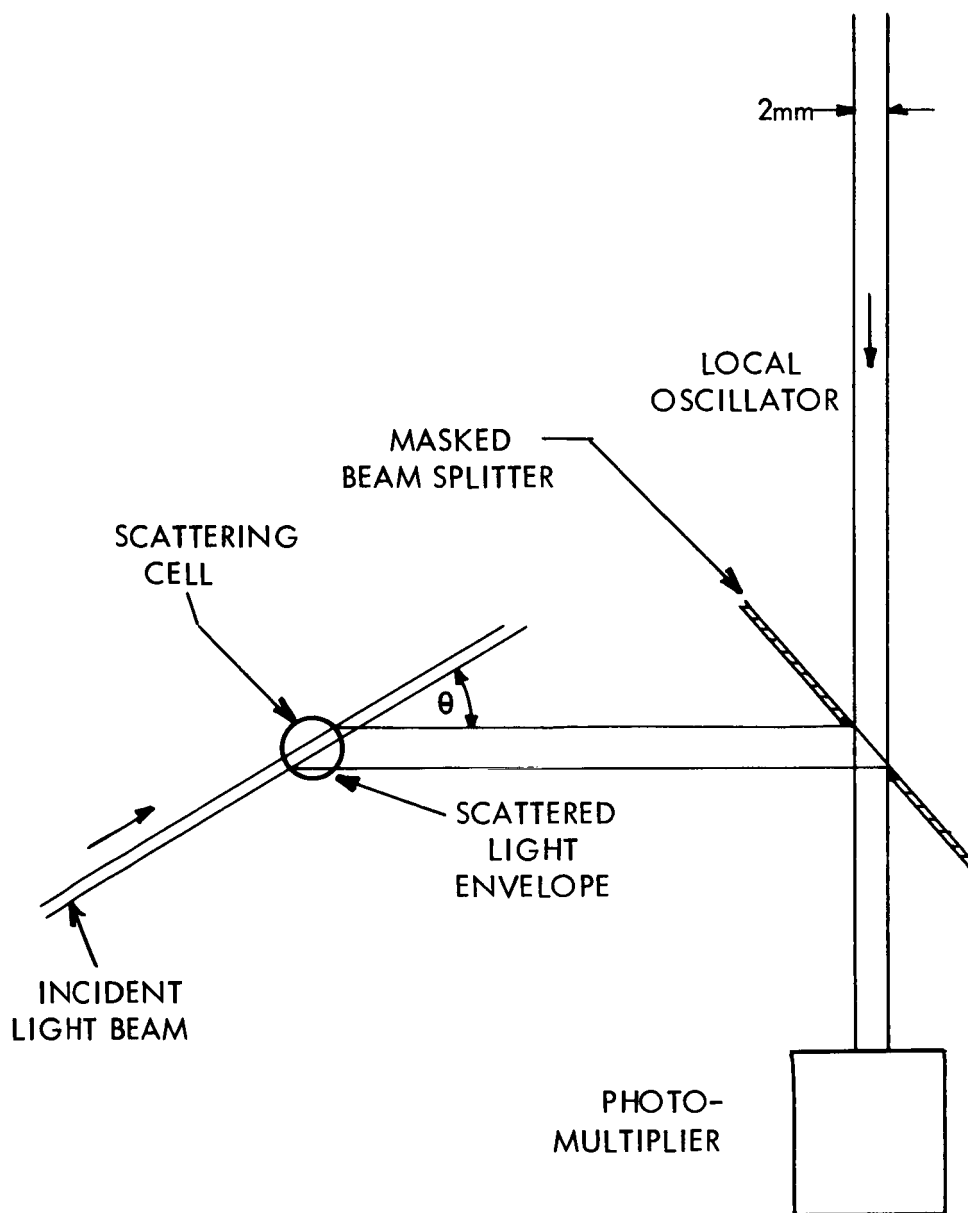 2mm
LOCAL
OSCILLATOR
MASKED
BEAM SPLITTER
SCATTERING
CELL
θ
SCATTERED
LIGHT
ENVELOPE
INCIDENT
LIGHT BEAM
PHOTO-
MULTIPLIER